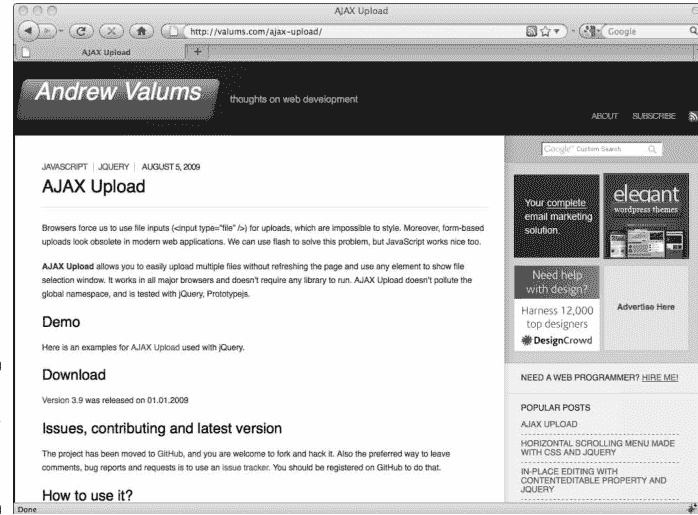 AJAX Upload
http://valums.com/ajax-upload/
Google
AJAX Upload
+
Andrew Valums
thoughts on web development
ABOUT SUBSCRIBE
Google™ Custom Search
JAVASCRIPT | JQUERY | AUGUST 5, 2009
AJAX Upload
Browsers force us to use file inputs (<input type="file" />) for uploads, which are impossible to style. Moreover, form-based
uploads look obsolete in modern web applications. We can use flash to solve this problem, but JavaScript works nice too.
AJAX Upload allows you to easily upload multiple files without refreshing the page and use any element to show file
selection window. It works in all major browsers and doesn't require any library to run. AJAX Upload doesn't pollute the
global namespace, and is tested with jQuery, Prototypejs.
Demo
Here is an examples for AJAX Upload used with jQuery.
Download
Version 3.9 was released on 01.01.2009
Issues, contributing and latest version
The project has been moved to GitHub, and you are welcome to fork and hack it. Also the preferred way to leave
comments, bug reports and requests is to use an issue tracker. You should be registered on GitHub to do that.
How to use it?
Your complete
email marketing
solution.
elegant
wordpress themes
Need help
with design?
Harness 12,000
top designers
DesignCrowd
Advertise Here
NEED A WEB PROGRAMMER? HIRE ME!
POPULAR POSTS
AJAX UPLOAD
HORIZONTAL SCROLLING MENU MADE
WITH CSS AND JQUERY
IN-PLACE EDITING WITH
CONTENTEDITABLE PROPERTY AND
JQUERY
Done